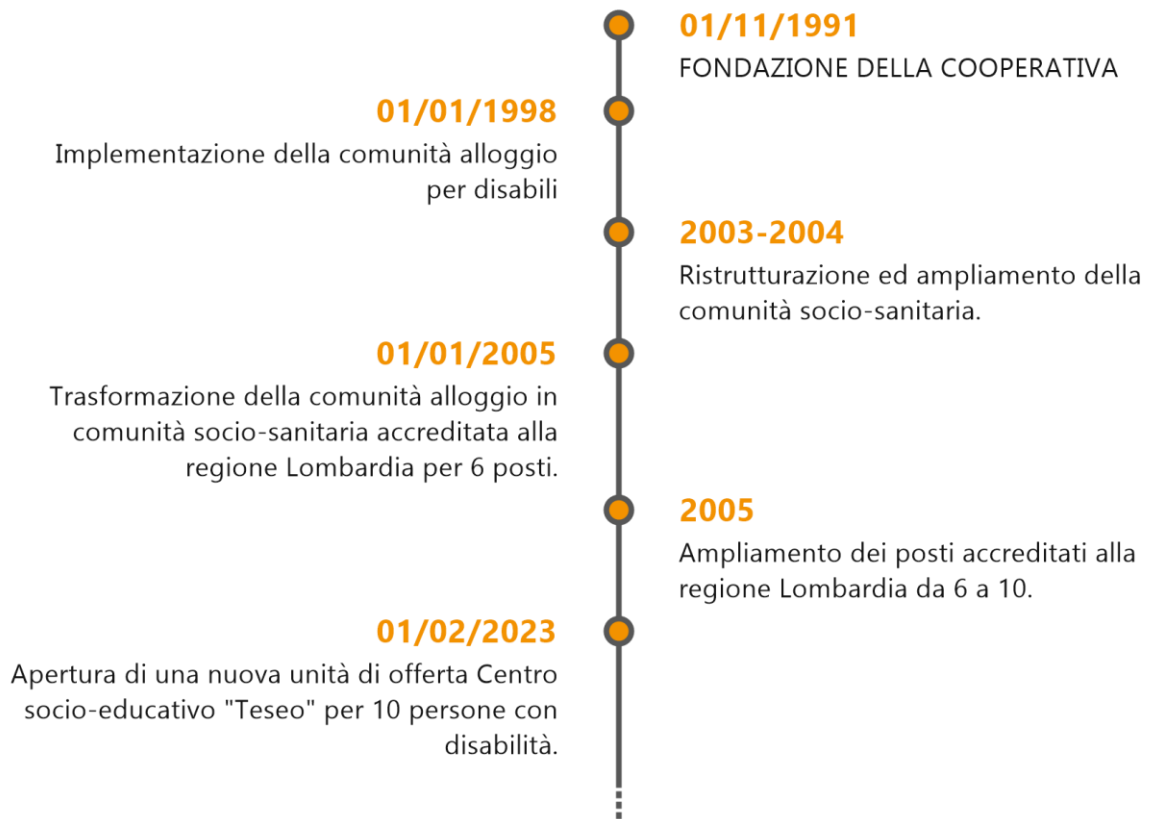 01/11/1991
FONDAZIONE DELLA COOPERATIVA
01/01/1998
Implementazione della comunità alloggio
per disabili
2003-2004
Ristrutturazione ed ampliamento della
comunità socio-sanitaria.
01/01/2005
Trasformazione della comunità alloggio in
comunità socio-sanitaria accreditata alla
regione Lombardia per 6 posti.
2005
Ampliamento dei posti accreditati alla
regione Lombardia da 6 a 10.
01/02/2023
Apertura di una nuova unità di offerta Centro
socio-educativo "Teseo" per 10 persone con
disabilità.